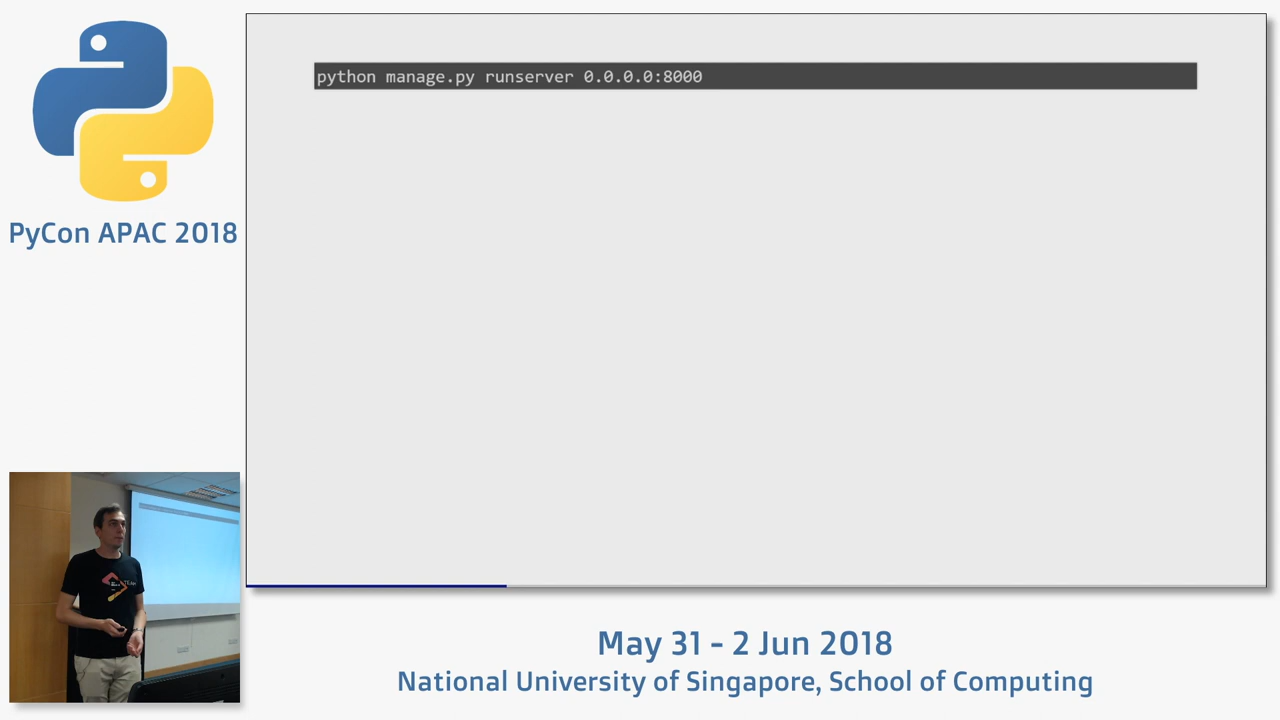 python manage.py runserver 0.0.0.0:8000
PyCon APAC 2018
May 31 - 2 Jun 2018
National University of Singapore, School of Computing